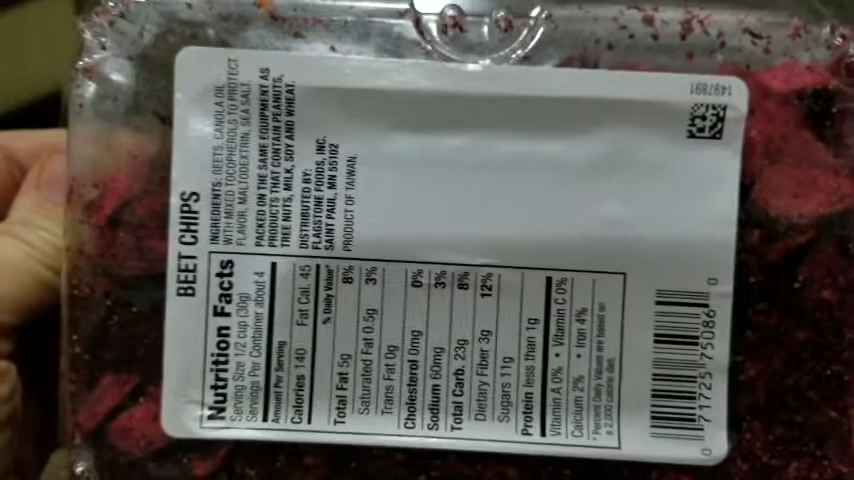 BEET CHIPS
Nutrition Facts
Serving Size 1/2 cup (30g)
Servings Per Container about 4
Amount Per Serving
Calories 140 Fat Cal. 45
% Daily Value*
Total Fat 5g 8%
Saturated Fat 0.5g 3%
Trans Fat 0g
Cholesterol 0mg 0%
Sodium 60mg 3%
Total Carb. 23g 8%
Dietary Fiber 3g 12%
Sugars 11g
Protein less than 1g
Vitamin A 0% • Vitamin C 0%
Calcium 2% • Iron 4%
*Percent Daily Values are based on
a 2,000 calorie diet.
INGREDIENTS: BEETS, CANOLA OIL,
WITH MIXED TOCOPHEROLS TO PROTECT
FLAVOR, MALTODEXTRIN, SEA SALT.
PACKED ON THE SAME EQUIPMENT AS
PRODUCTS THAT CONTAIN PEANUTS,
TREE NUTS, MILK, SOY AND WHEAT.
DISTRIBUTED BY:
FLAGSTONE FOODS, INC.
SAINT PAUL, MN 55102
PRODUCT OF TAIWAN.
0 71725 75086 0
1497891